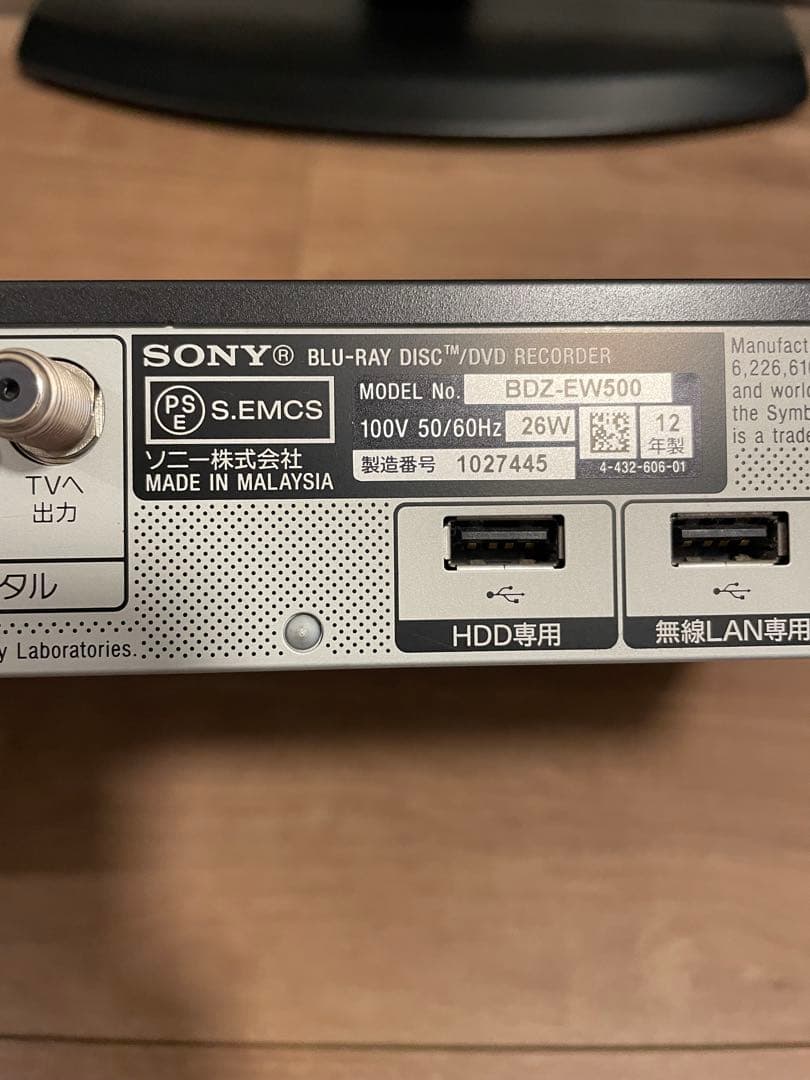 SONY® BLU-RAY DISC™/DVD RECORDER
PSE S.EMCS
ソニー株式会社
MADE IN MALAYSIA
MODEL No. BDZ-EW500
100V 50/60Hz 26W
12年製
製造番号 1027445
4-432-606-01
Manufact
6,226,61
and worl
the Symb
is a trade
TVへ
出力
タル
y Laboratories.
HDD専用
無線LAN専用